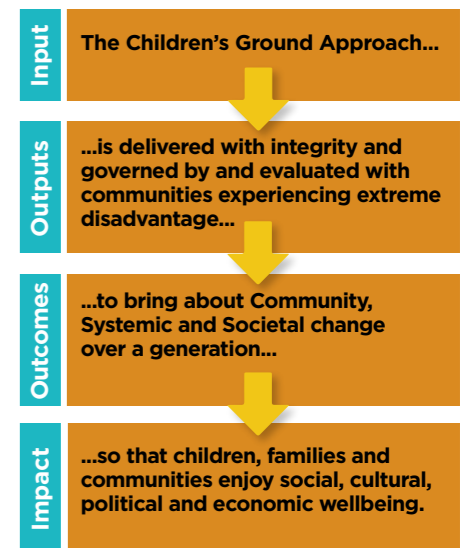 Input
The Children's Ground Approach...
Outputs
...is delivered with integrity and
governed by and evaluated with
communities experiencing extreme
disadvantage...
Outcomes
...to bring about Community,
Systemic and Societal change
over a generation...
Impact
...so that children, families and
communities enjoy social, cultural,
political and economic wellbeing.